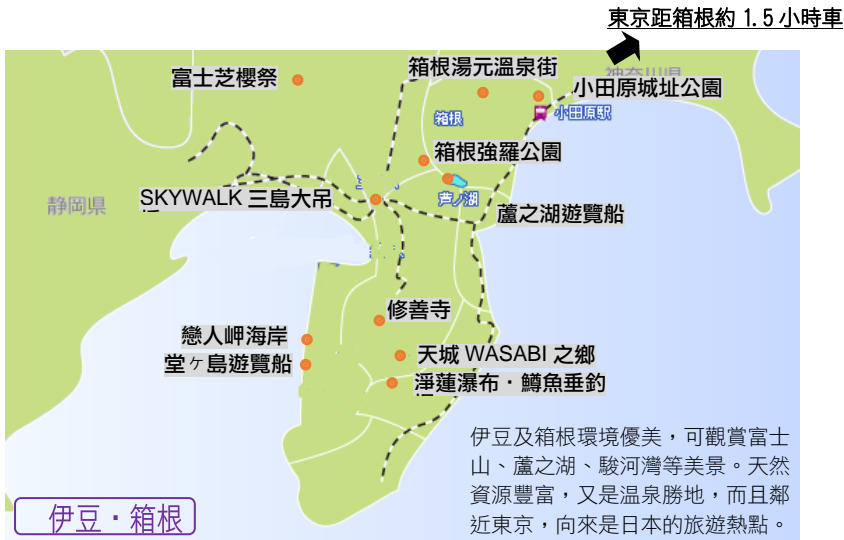 東京距箱根約 1.5 小時車
富士芝櫻祭
箱根湯元溫泉街
神奈川県
小田原城址公園
小田原駅
箱根
箱根強羅公園
SKYWALK 三島大吊
静岡県
芦ノ湖
蘆之湖遊覽船
修善寺
戀人岬海岸
堂ヶ島遊覽船
天城 WASABI 之鄉
淨蓮瀑布・鱒魚垂釣
伊豆及箱根環境優美，可觀賞富士
山、蘆之湖、駿河灣等美景。天然
資源豐富，又是溫泉勝地，而且鄰
近東京，向來是日本的旅遊熱點。
伊豆・箱根